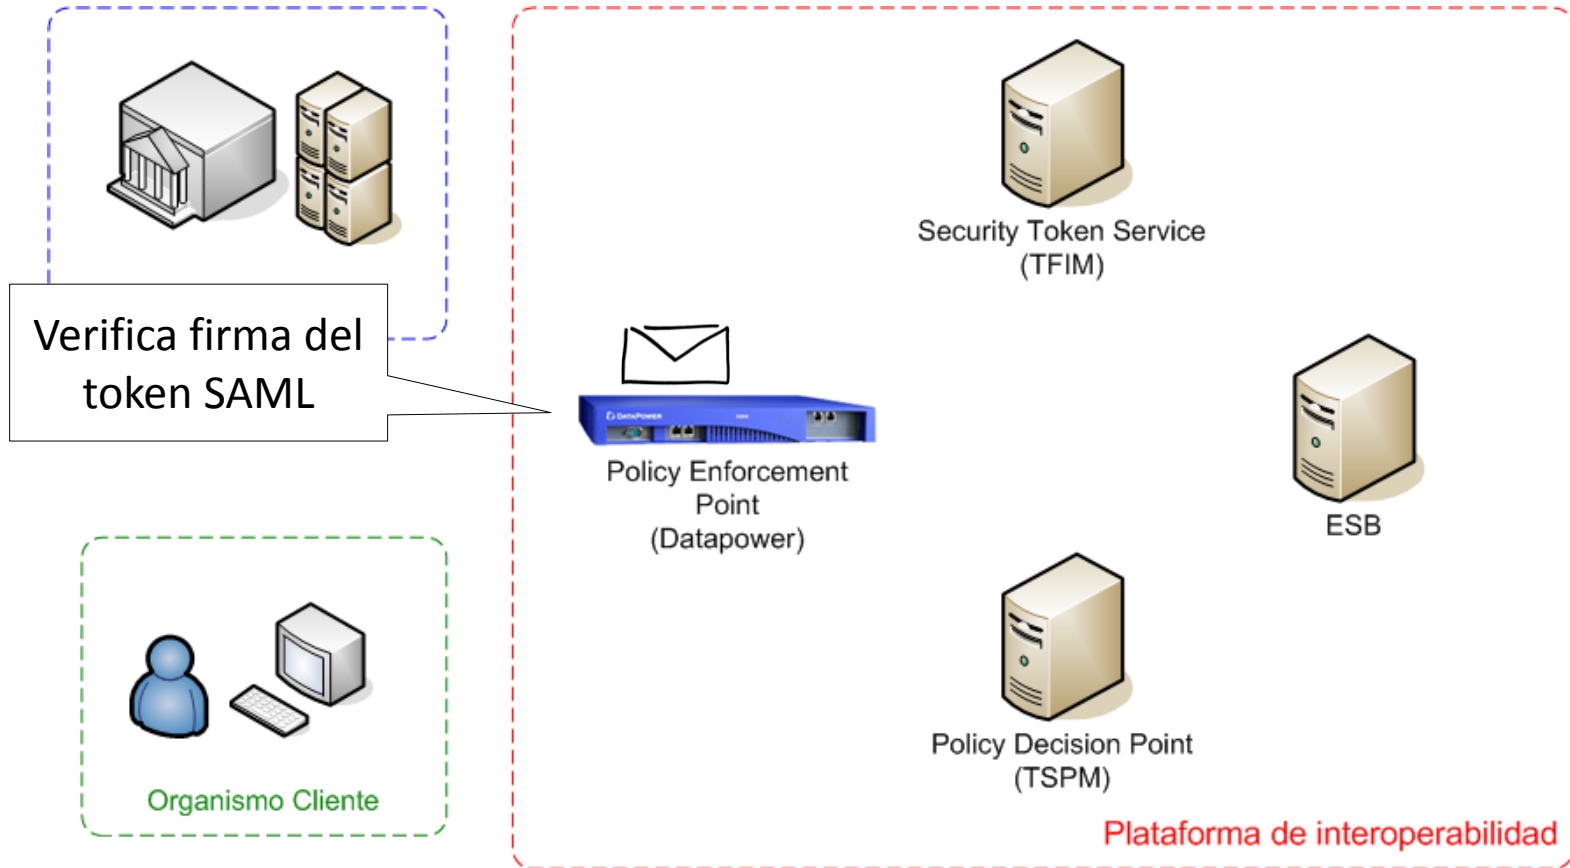 Security Token Service
(TFIM)
Verifica firma del
token SAML
DATAPOWER
Policy Enforcement
Point
(Datapower)
ESB
Policy Decision Point
(TSPM)
Organismo Cliente
Plataforma de interoperabilidad